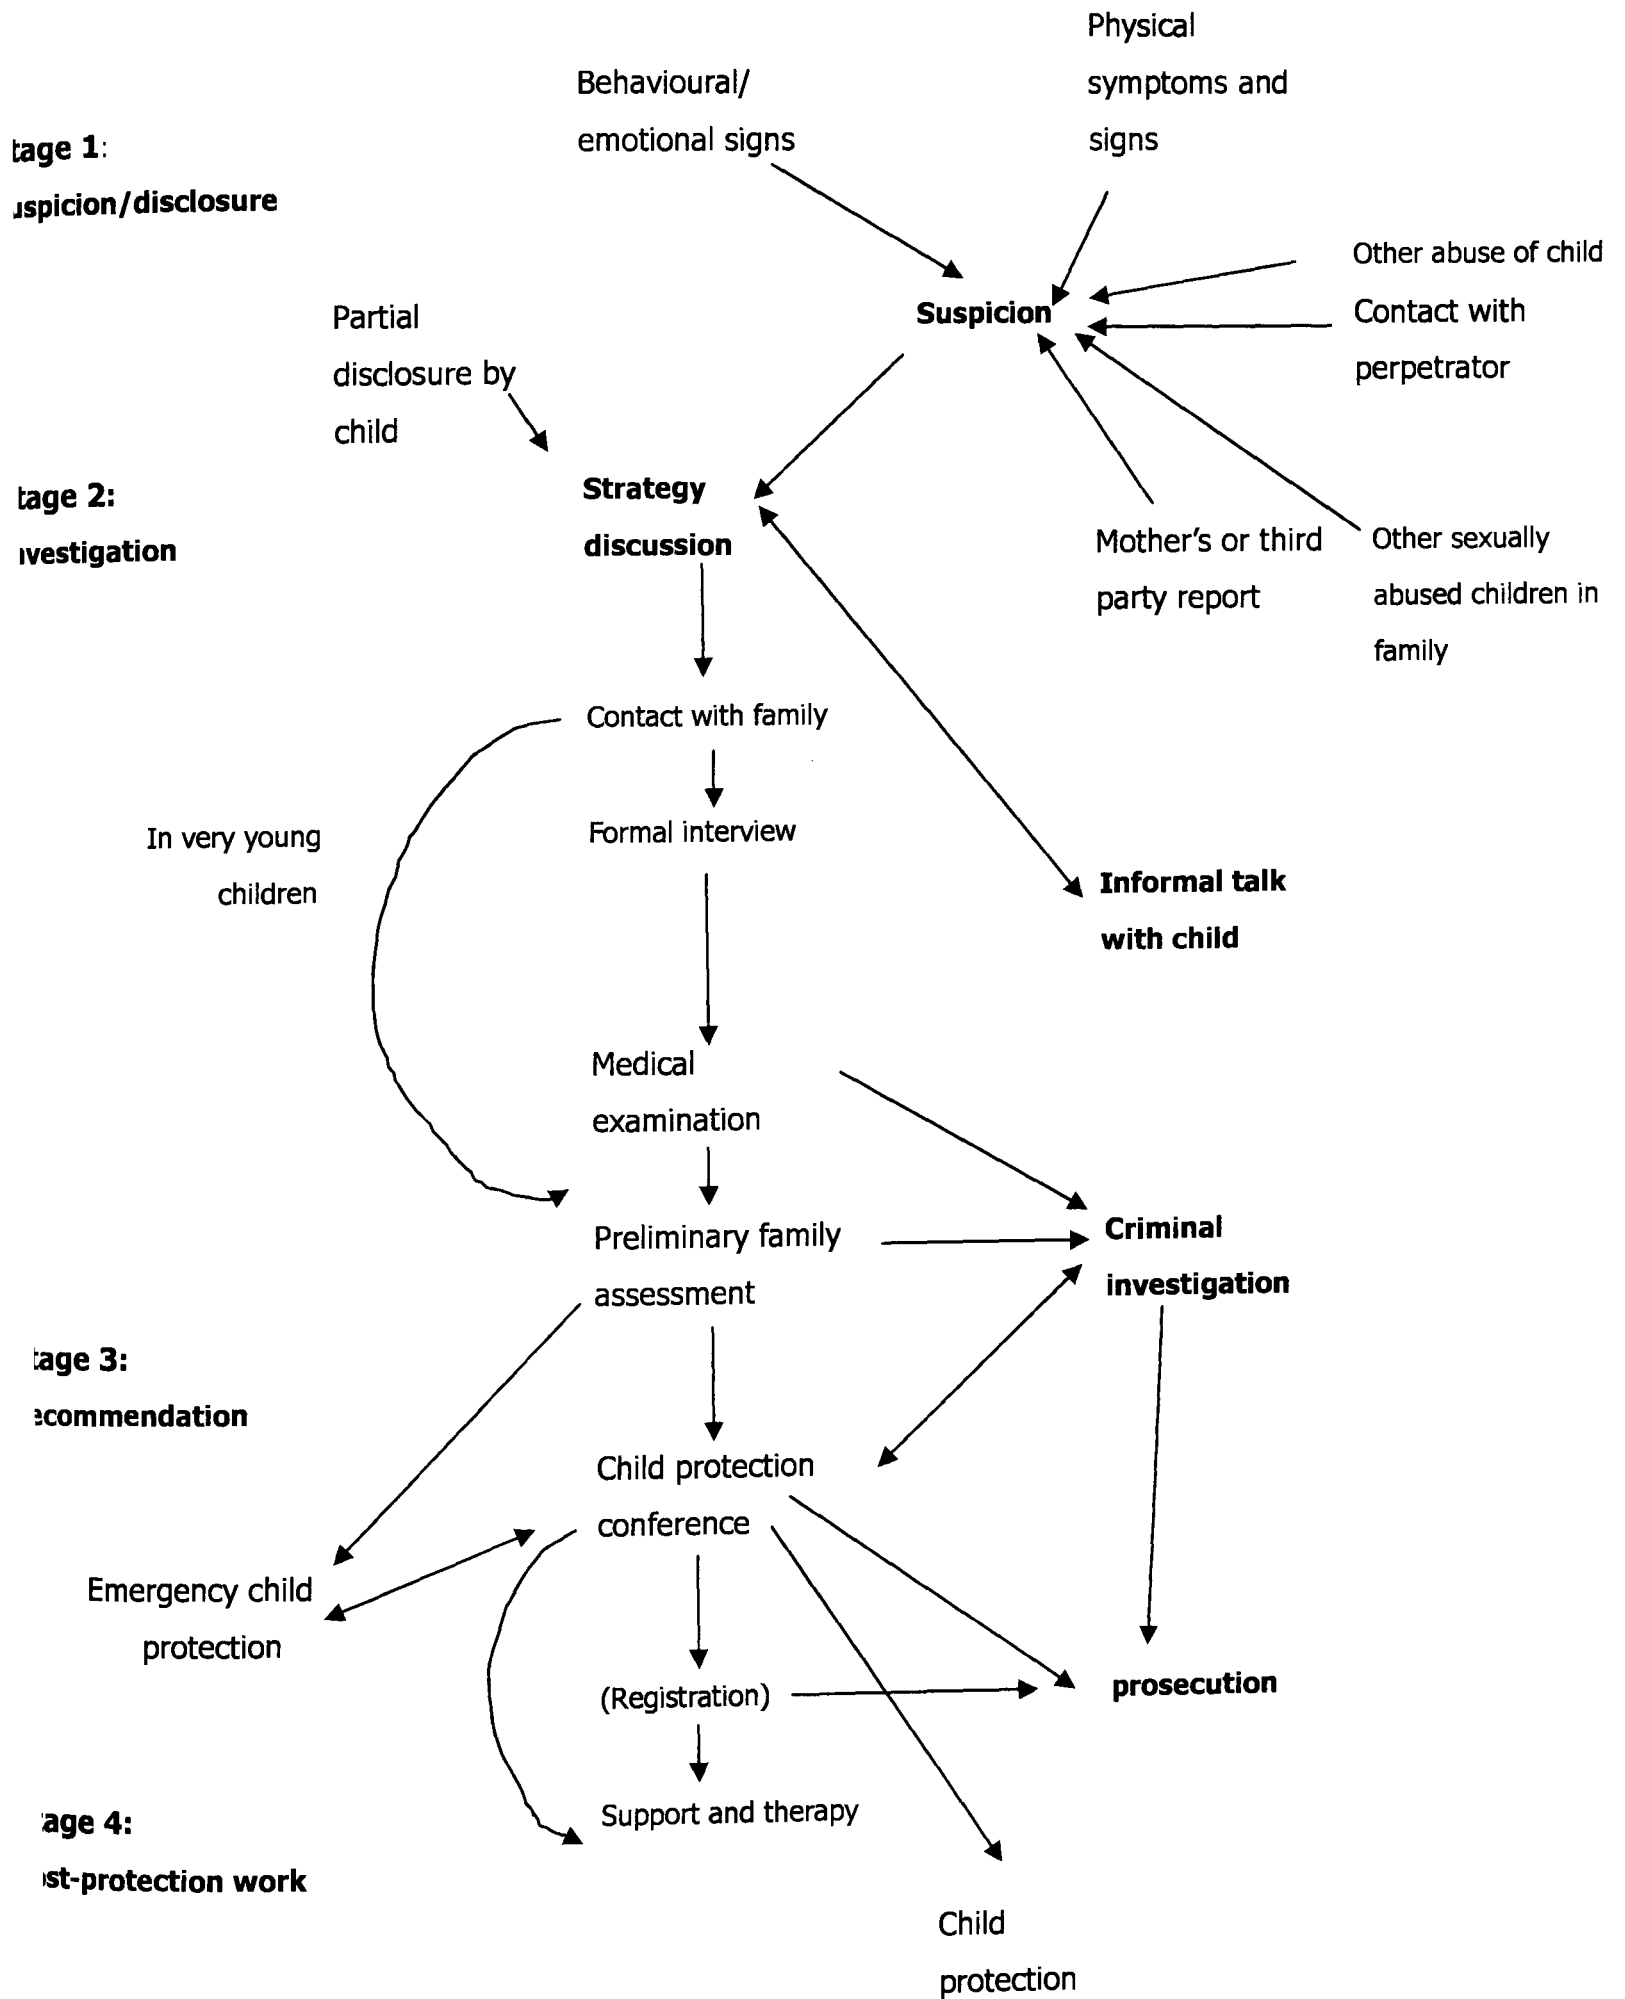 Physical
symptoms and
signs
Behavioural/
emotional signs
tage 1:
uspicion/disclosure
Other abuse of child
Suspicion
Contact with
perpetrator
Partial
disclosure by
child
Strategy
discussion
tage 2:
nvestigation
Mother's or third
party report
Other sexually
abused children in
family
Contact with family
In very young
children
Formal interview
Informal talk
with child
Medical
examination
Preliminary family
assessment
Criminal
investigation
tage 3:
ecommendation
Child protection
conference
Emergency child
protection
(Registration)
prosecution
Support and therapy
age 4:
ost-protection work
Child
protection